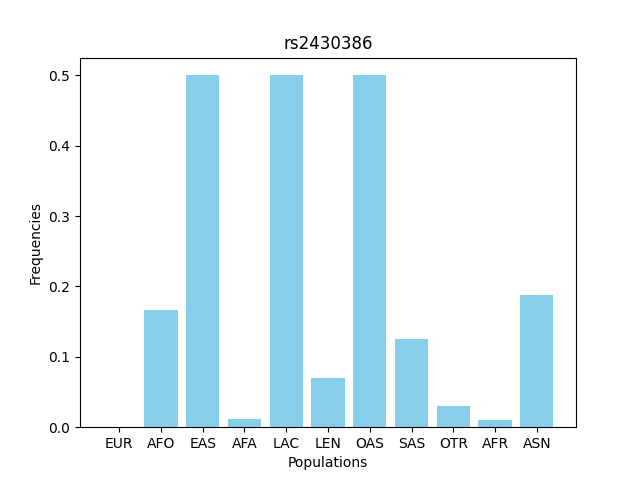 rs2430386
0.5
0.4
0.3
0.2
0.1
0.0
Frequencies
EUR AFO EAS AFA LAC LEN OAS SAS OTR AFR ASN
Populations